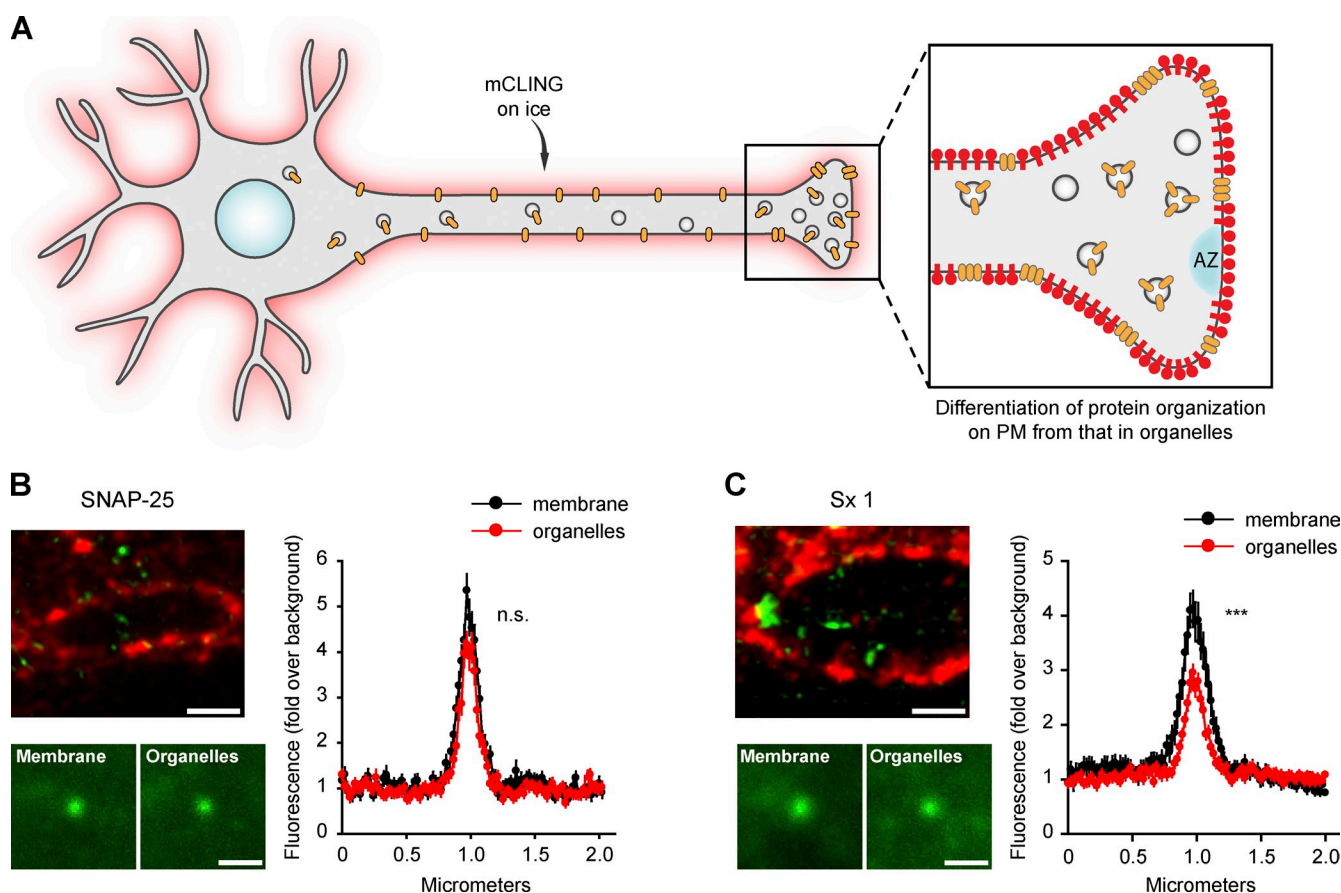 A
mCLING
on ice
AZ
Differentiation of protein organization
on PM from that in organelles
B
SNAP-25
membrane
organelles
Membrane
Organelles
Fluorescence (fold over background)
6
5
4
3
2
1
0
n.s.
0
0.5
1.0
1.5
2.0
Micrometers
C
Sx 1
membrane
organelles
Membrane
Organelles
Fluorescence (fold over background)
5
4
3
2
1
0
***
0
0.5
1.0
1.5
2.0
Micrometers